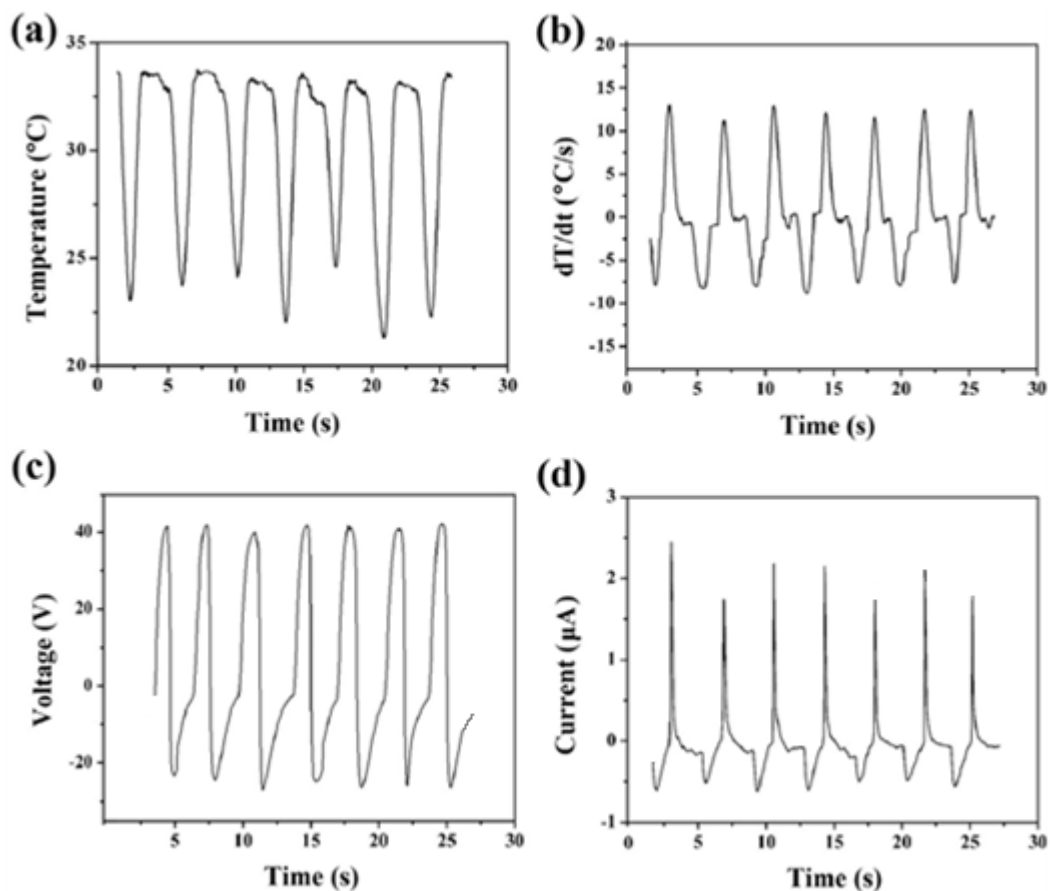 (a)
35
30
25
20
Temperature (°C)
0 5 10 15 20 25 30
Time (s)
(b)
20
15
10
5
0
-5
-10
-15
dT/dt (°C/s)
0 5 10 15 20 25 30
Time (s)
(c)
40
20
0
-20
Voltage (V)
5 10 15 20 25 30
Time (s)
(d)
3
2
1
0
-1
Current (μA)
0 5 10 15 20 25 30
Time (s)